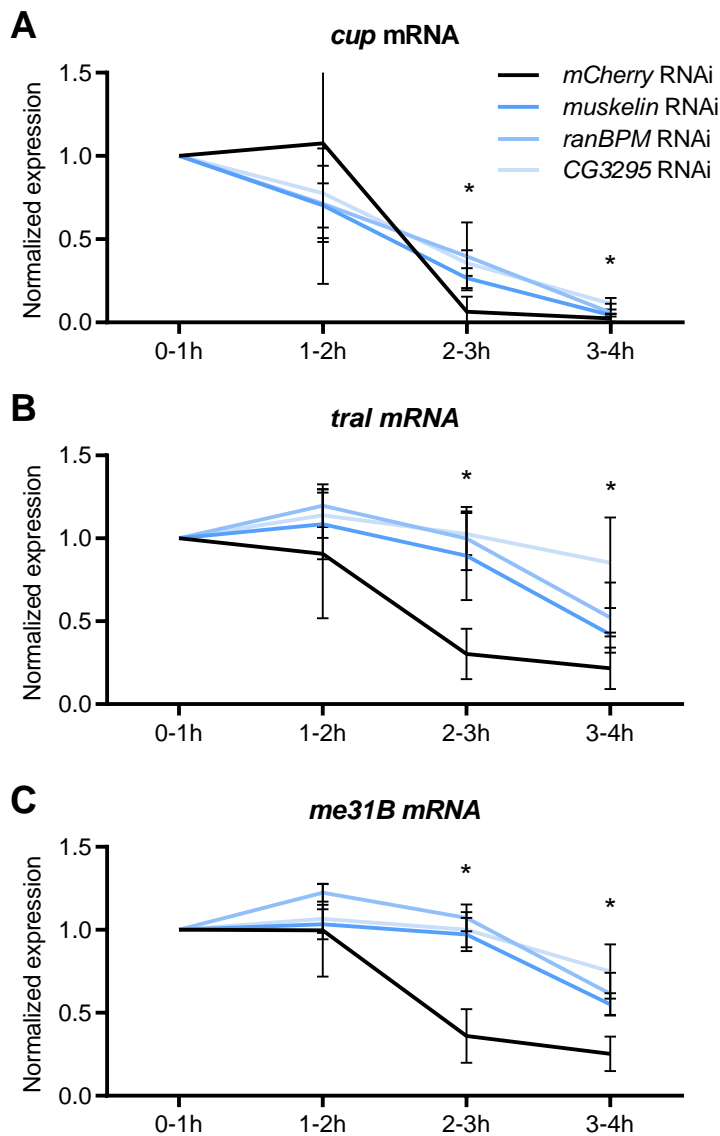 A
cup mRNA
mCherry RNAi
muskelin RNAi
ranBPM RNAi
CG3295 RNAi
Normalized expression
1.5
1.0
0.5
0.0
*
*
0-1h 1-2h 2-3h 3-4h
B
tral mRNA
Normalized expression
1.5
1.0
0.5
0.0
*
*
0-1h 1-2h 2-3h 3-4h
C
me31B mRNA
Normalized expression
1.5
1.0
0.5
0.0
*
*
0-1h 1-2h 2-3h 3-4h